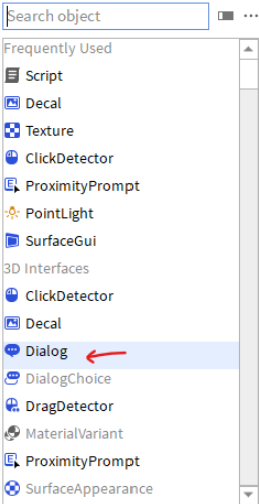 Search object
Frequently Used
Script
Decal
Texture
ClickDetector
ProximityPrompt
PointLight
SurfaceGui
3D Interfaces
ClickDetector
Decal
Dialog
DialogChoice
DragDetector
MaterialVariant
ProximityPrompt
SurfaceAppearance